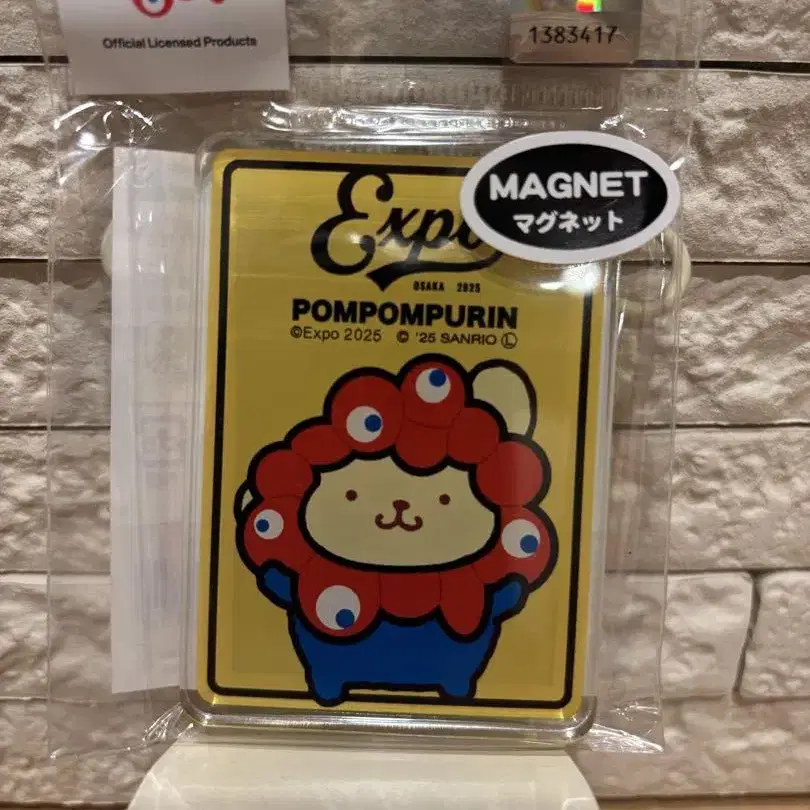 Official Licensed Products
1383417
MAGNET
マグネット
Expo
OSAKA 2025
POMPOMPURIN
©Expo 2025 © '25 SANRIO Ⓛ